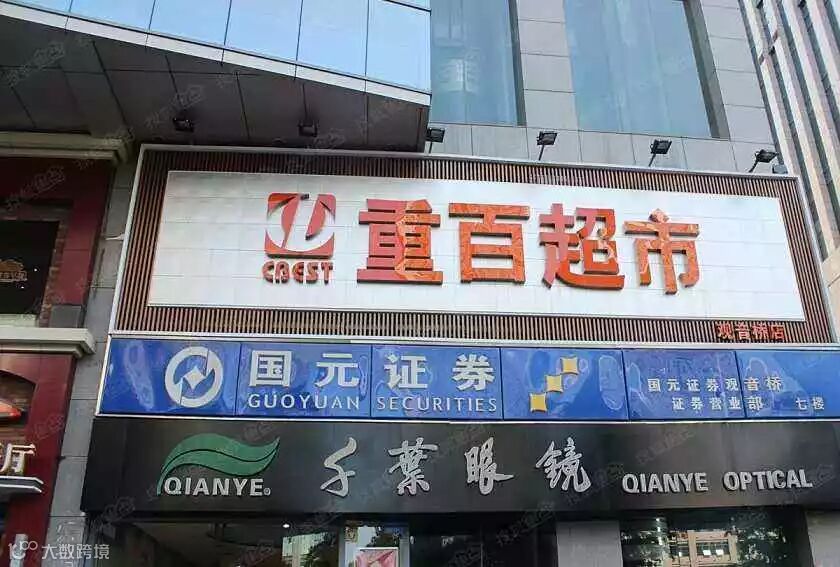 重百超市
CBEST
观音桥店
国元证券
GUOYUAN SECURITIES
国元证券观音桥
证券营业部 七楼
QIANYE®
千葉眼鏡 QIANYE OPTICAL
厅
大数跨境